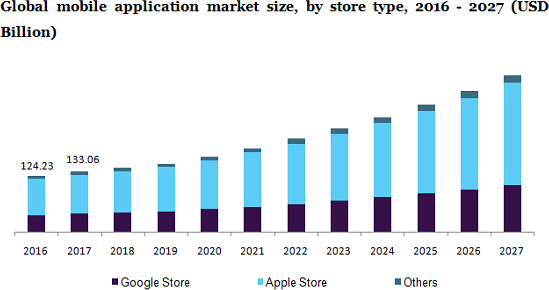 Global mobile application market size, by store type, 2016 - 2027 (USD
Billion)
124.23
133.06
2016 2017 2018 2019 2020 2021 2022 2023 2024 2025 2026 2027
Google Store Apple Store Others